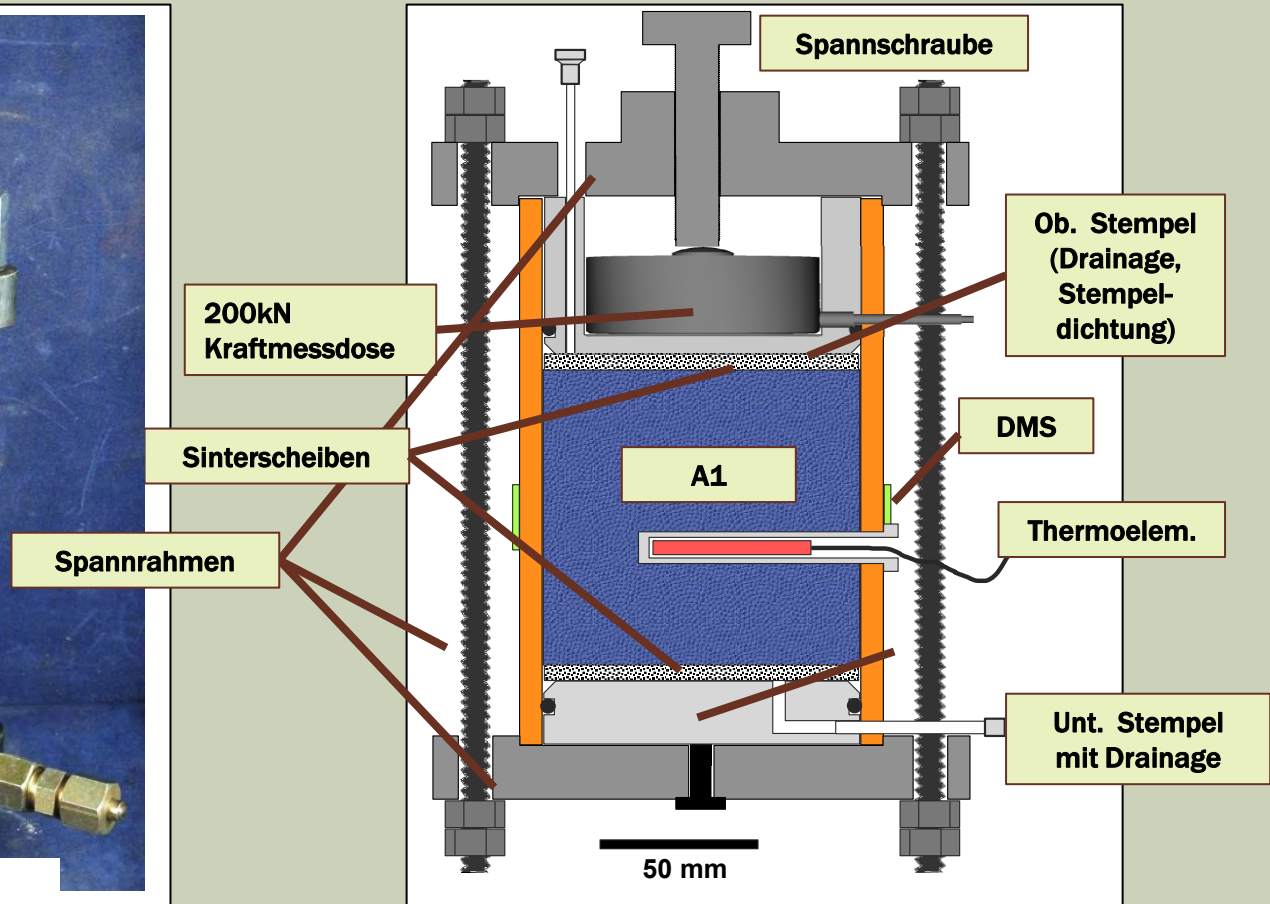 Spannschraube
Ob. Stempel
(Drainage,
Stempel-
dichtung)
200kN
Kraftmessdose
DMS
Sinterscheiben
A1
Thermoelem.
Spannrahmen
Unt. Stempel
mit Drainage
50 mm